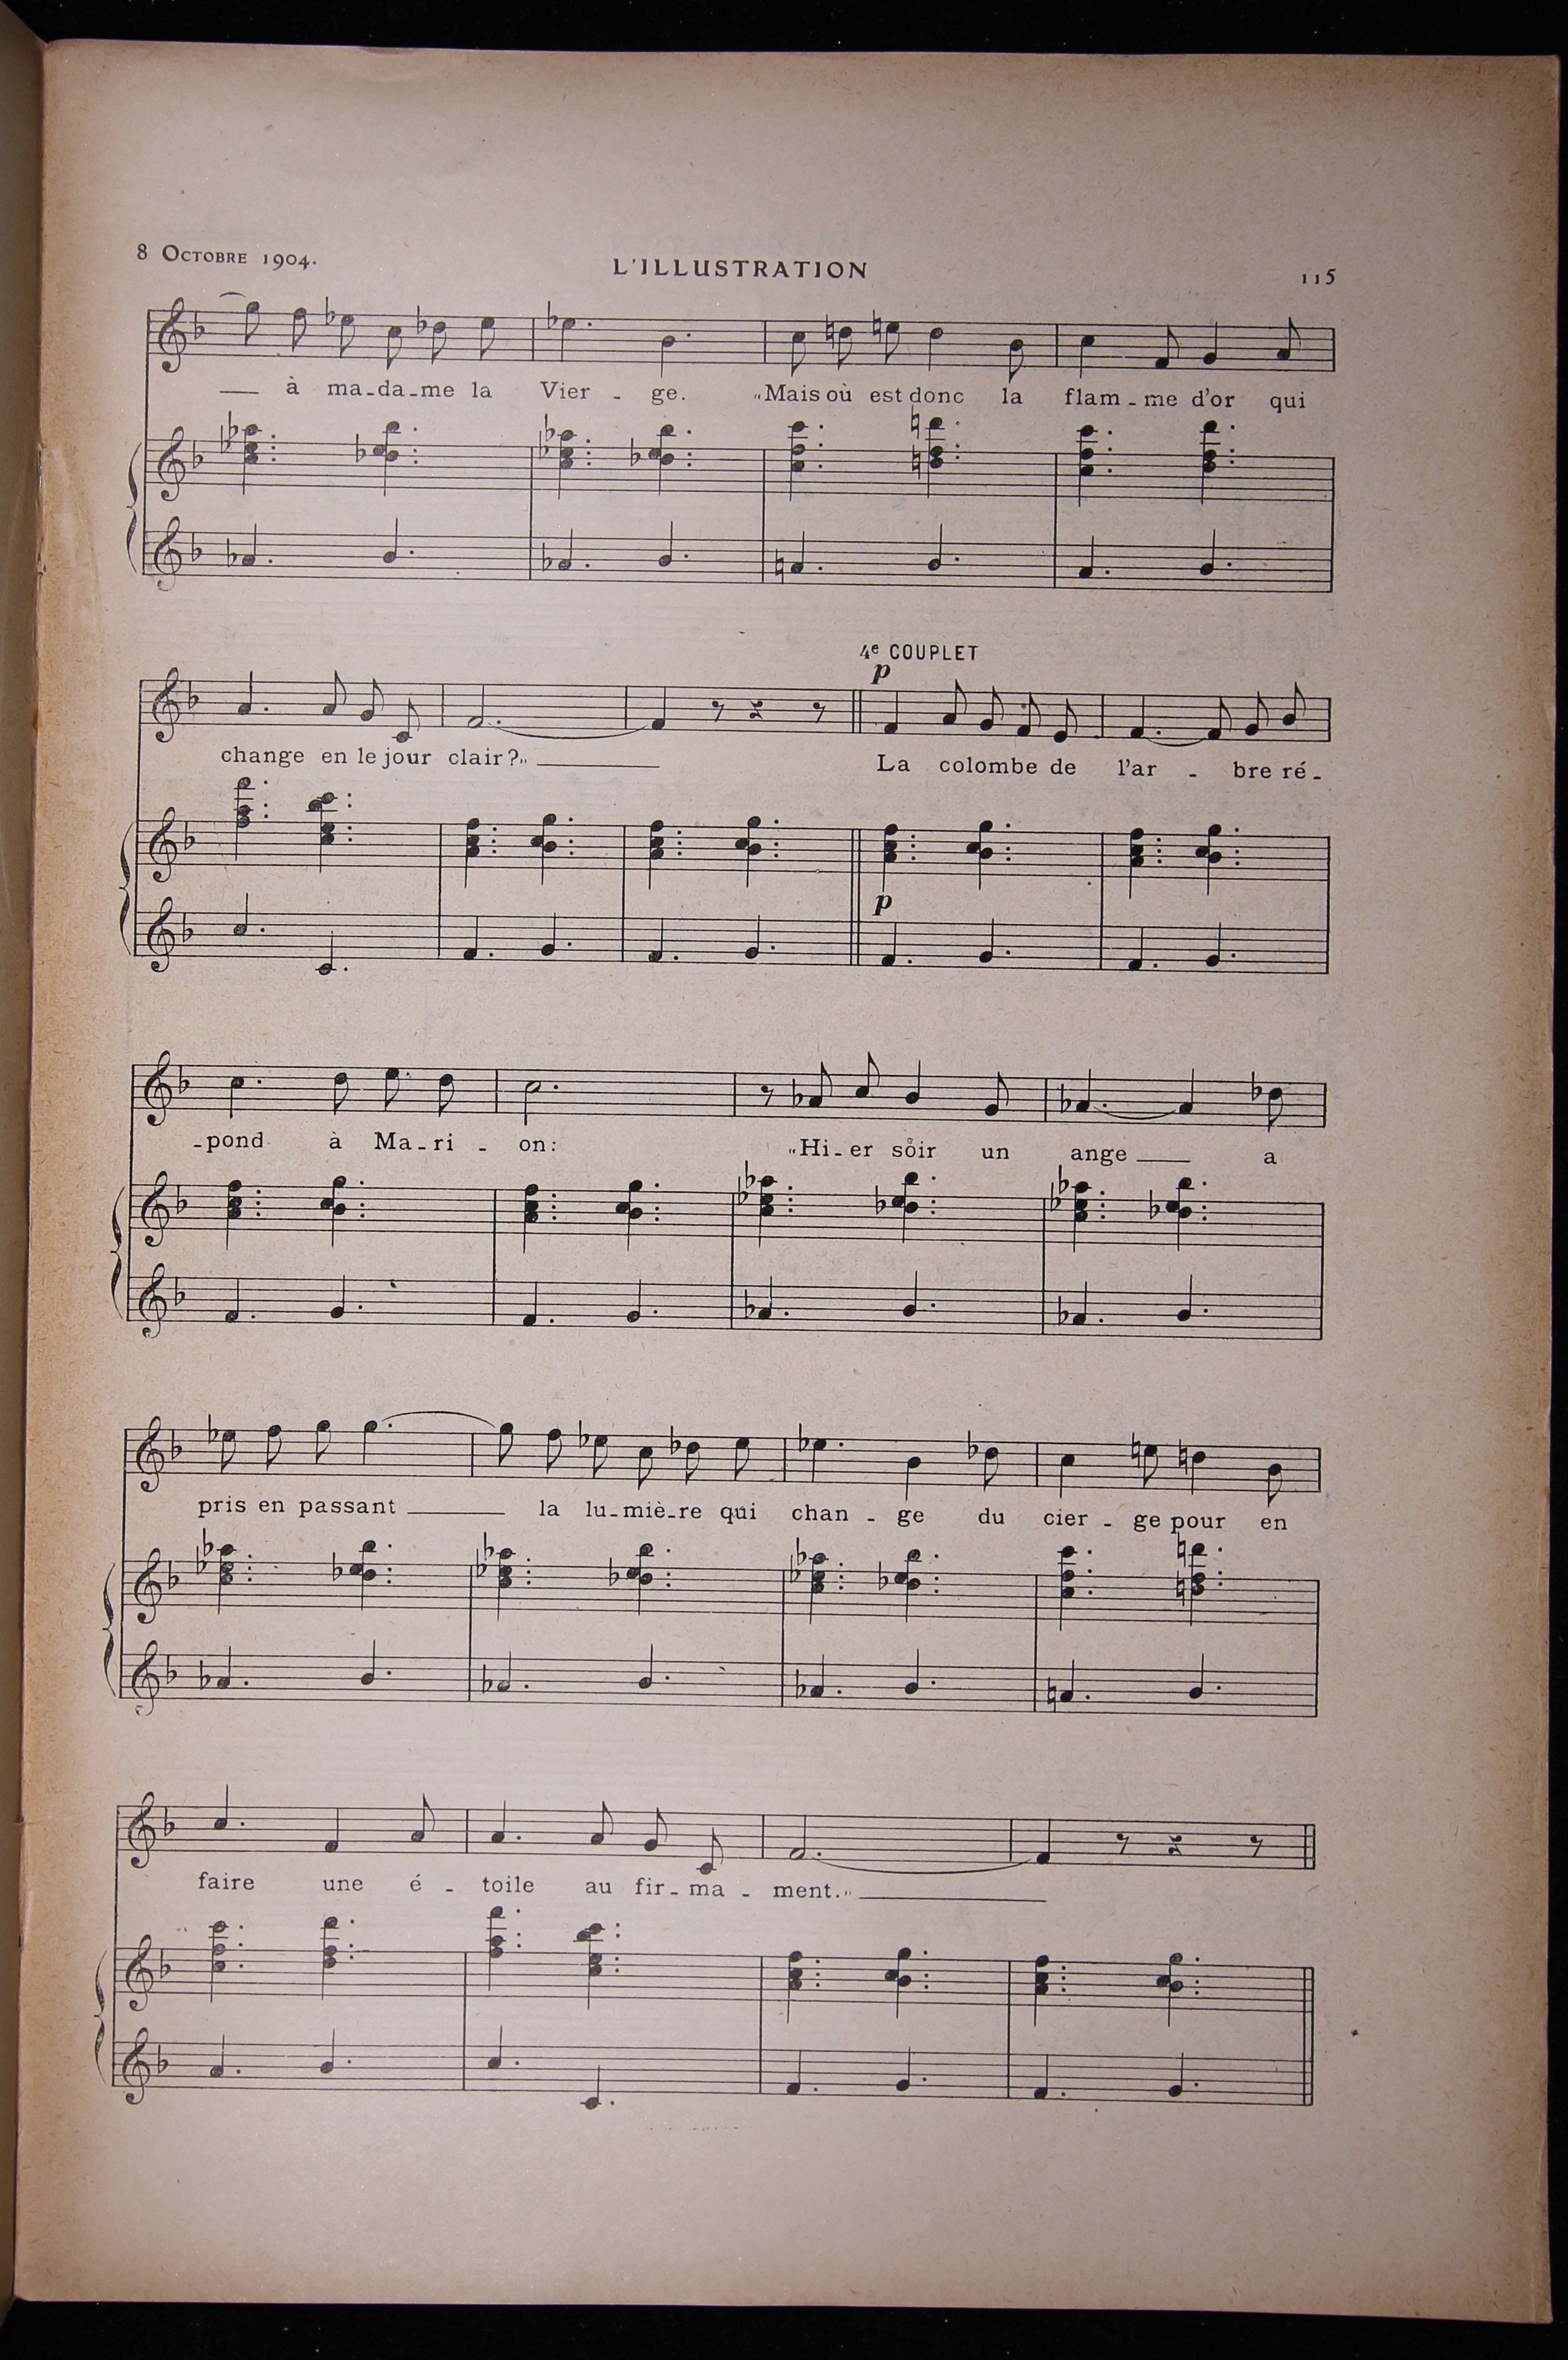 8 OCTOBRE 1904.
L'ILLUSTRATION
115
à ma-da-me la Vier - ge. „Mais où est donc la flam-me d'or qui
4e COUPLET
p
change en le jour clair?„ La colombe de l'ar - bre ré-
p
-pond à Ma-ri - on: „Hi-er soir un ange a
pris en passant la lu-miè-re qui chan - ge du cier - ge pour en
faire une é - toile au fir-ma - ment.„